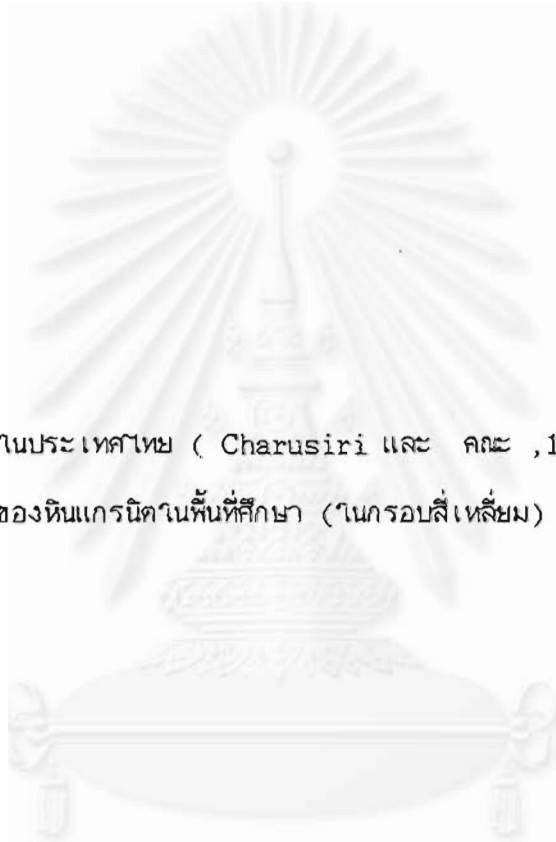 ในประเทศไทย ( Charusiri และ คณะ ,1
ของหินแกรนิตในพื้นที่ศึกษา (ในกรอบสี่เหลี่ยม)